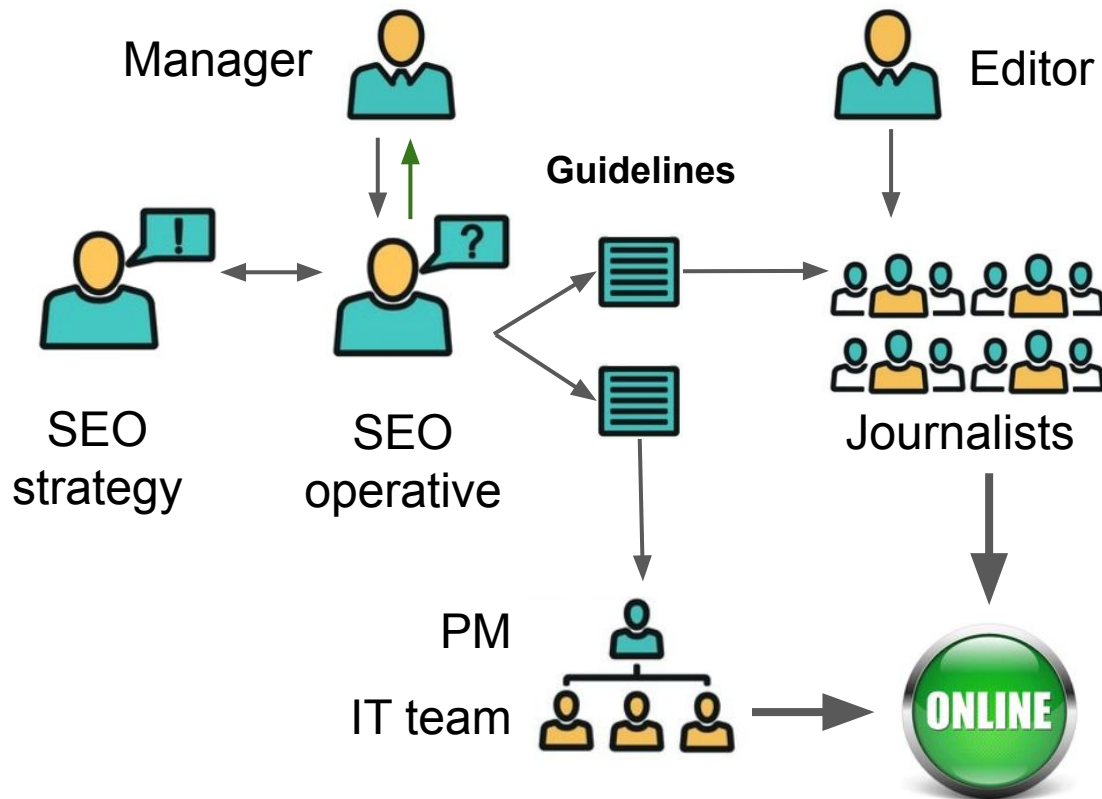 Manager
Editor
Guidelines
!
?
SEO
strategy
SEO
operative
Journalists
PM
IT team
ONLINE